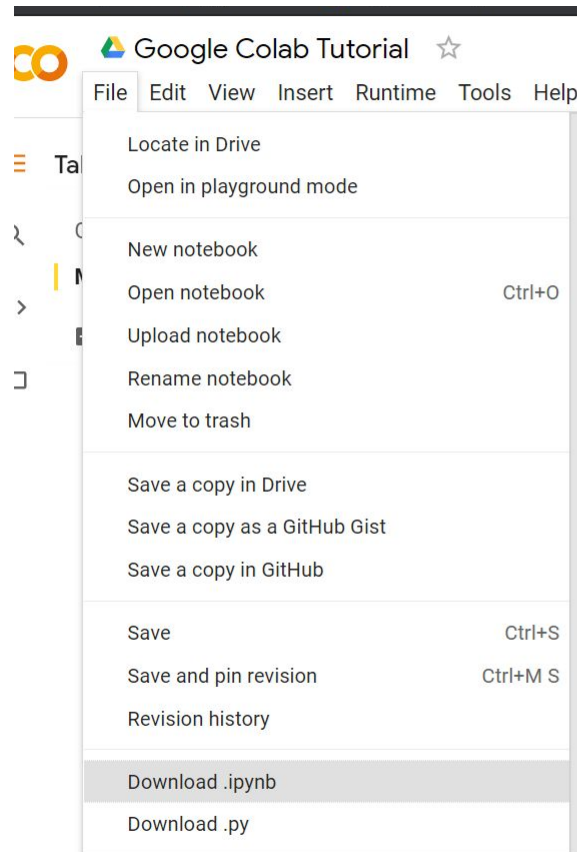 Google Colab Tutorial
File Edit View Insert Runtime Tools Help
Locate in Drive
Open in playground mode
New notebook
Open notebook Ctrl+O
Upload notebook
Rename notebook
Move to trash
Save a copy in Drive
Save a copy as a GitHub Gist
Save a copy in GitHub
Save Ctrl+S
Save and pin revision Ctrl+M S
Revision history
Download .ipynb
Download .py